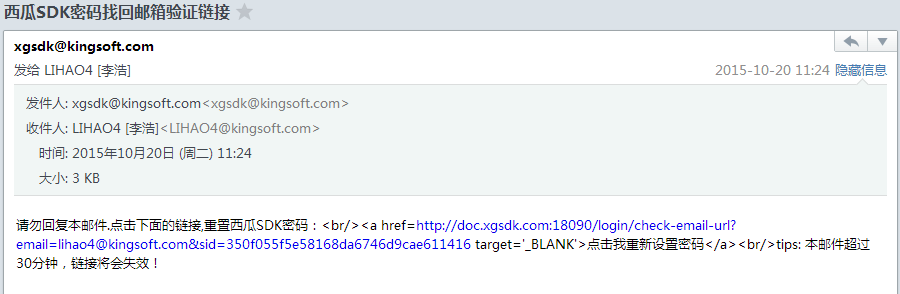 西瓜SDK密码找回邮箱验证链接
xgsdk@kingsoft.com
发给 LIHAO4 [李浩]
2015-10-20 11:24 隐藏信息
发件人: xgsdk@kingsoft.com<xgsdk@kingsoft.com>
收件人: LIHAO4 [李浩]<LIHAO4@kingsoft.com>
时间: 2015年10月20日 (周二) 11:24
大小: 3 KB
请勿回复本邮件.点击下面的链接,重置西瓜SDK密码：<br/><a href=http://doc.xgsdk.com:18090/login/check-email-url?
email=lihao4@kingsoft.com&sid=350f055f5e58168da6746d9cae611416 target='_BLANK'>点击我重新设置密码</a><br/>tips: 本邮件超过
30分钟，链接将会失效！